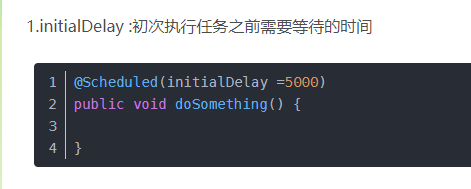 1.initialDelay :初次执行任务之前需要等待的时间
1 @Scheduled(initialDelay =5000)
2 public void doSomething() {
3
4 }